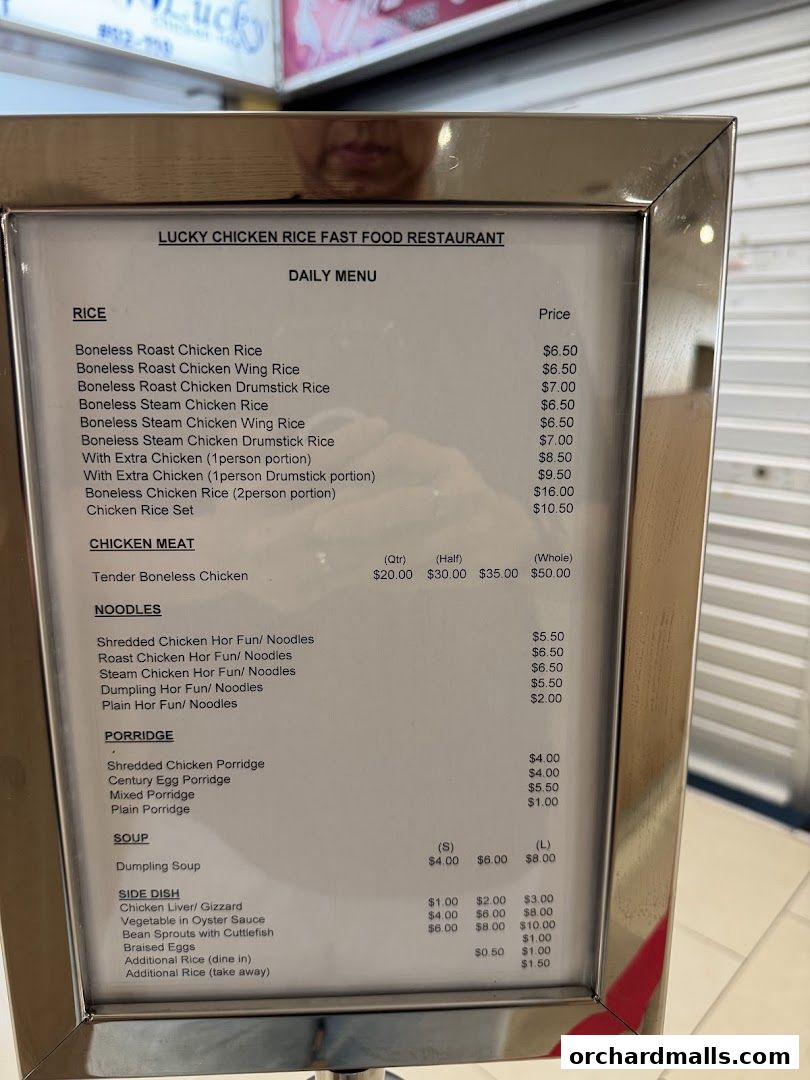 Lucky
LUCKY CHICKEN RICE FAST FOOD RESTAURANT
DAILY MENU
RICE Price
Boneless Roast Chicken Rice $6.50
Boneless Roast Chicken Wing Rice $6.50
Boneless Roast Chicken Drumstick Rice $7.00
Boneless Steam Chicken Rice $6.50
Boneless Steam Chicken Wing Rice $6.50
Boneless Steam Chicken Drumstick Rice $7.00
With Extra Chicken (1person portion) $8.50
With Extra Chicken (1person Drumstick portion) $9.50
Boneless Chicken Rice (2person portion) $16.00
Chicken Rice Set $10.50
CHICKEN MEAT
(Qtr) (Half) (Whole)
Tender Boneless Chicken $20.00 $30.00 $35.00 $50.00
NOODLES
Shredded Chicken Hor Fun/ Noodles $5.50
Roast Chicken Hor Fun/ Noodles $6.50
Steam Chicken Hor Fun/ Noodles $6.50
Dumpling Hor Fun/ Noodles $5.50
Plain Hor Fun/ Noodles $2.00
PORRIDGE
Shredded Chicken Porridge $4.00
Century Egg Porridge $4.00
Mixed Porridge $5.50
Plain Porridge $1.00
SOUP
(S) (L)
Dumpling Soup $4.00 $6.00 $8.00
SIDE DISH
Chicken Liver/ Gizzard $1.00 $2.00 $3.00
Vegetable in Oyster Sauce $4.00 $6.00 $8.00
Bean Sprouts with Cuttlefish $6.00 $8.00 $10.00
Braised Eggs $1.00
Additional Rice (dine in) $0.50 $1.00
Additional Rice (take away) $1.50
orchardmalls.com